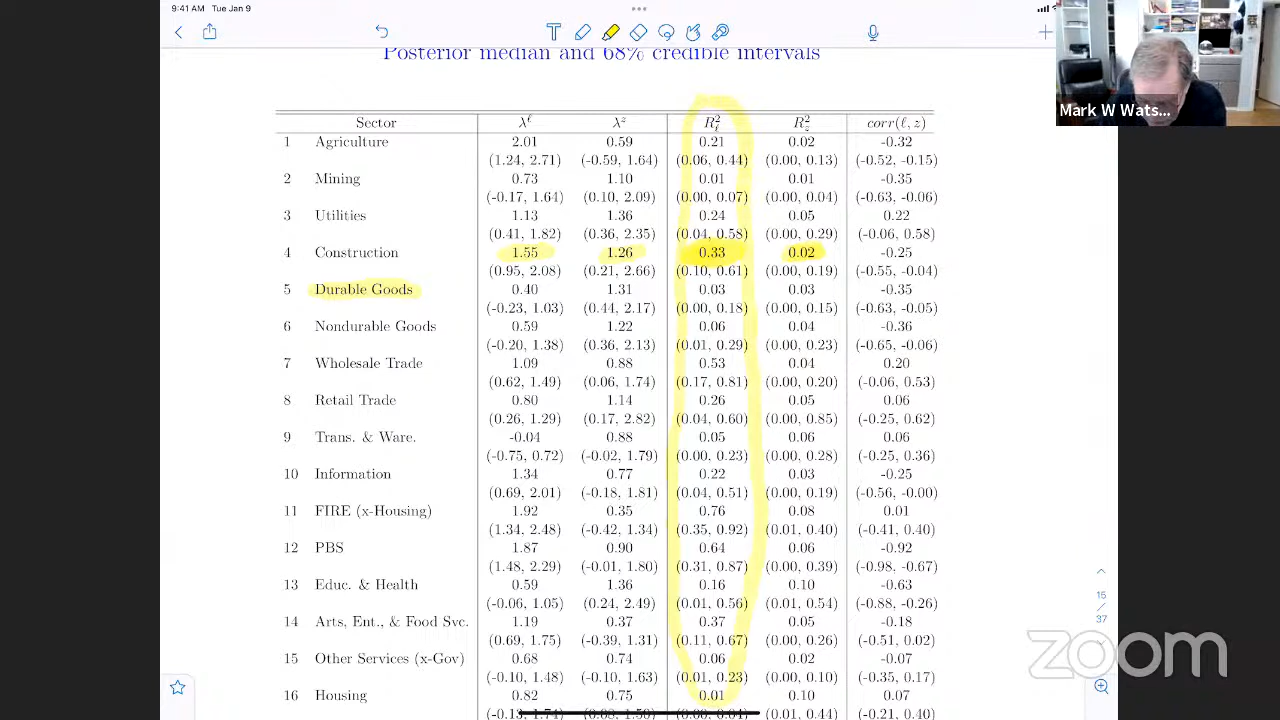 9:41 AM Tue Jan 9
Posterior median and 68% credible intervals
Sector λ^ℓ λ^z R²_ℓ R²_z corr(ℓ, z)
1 Agriculture 2.01 0.59 0.21 0.02 -0.32
(1.24, 2.71) (-0.59, 1.64) (0.06, 0.44) (0.00, 0.13) (-0.52, -0.15)
2 Mining 0.73 1.10 0.01 0.01 -0.35
(-0.17, 1.64) (0.10, 2.09) (0.00, 0.07) (0.00, 0.04) (-0.63, -0.06)
3 Utilities 1.13 1.36 0.24 0.05 0.22
(0.41, 1.82) (0.36, 2.35) (0.04, 0.58) (0.00, 0.29) (-0.06, 0.58)
4 Construction 1.55 1.26 0.33 0.02 -0.25
(0.95, 2.08) (0.21, 2.66) (0.10, 0.61) (0.00, 0.19) (-0.55, -0.04)
5 Durable Goods 0.40 1.31 0.03 0.03 -0.35
(-0.23, 1.03) (0.44, 2.17) (0.00, 0.18) (0.00, 0.15) (-0.63, -0.05)
6 Nondurable Goods 0.59 1.22 0.06 0.04 -0.36
(-0.20, 1.38) (0.36, 2.13) (0.01, 0.29) (0.00, 0.23) (-0.65, -0.06)
7 Wholesale Trade 1.09 0.88 0.53 0.04 0.20
(0.62, 1.49) (0.06, 1.74) (0.17, 0.81) (0.00, 0.20) (-0.06, 0.53)
8 Retail Trade 0.80 1.14 0.26 0.05 0.06
(0.26, 1.29) (0.17, 2.82) (0.04, 0.60) (0.00, 0.85) (-0.25, 0.62)
9 Trans. & Ware. -0.04 0.88 0.05 0.06 0.06
(-0.75, 0.72) (-0.02, 1.79) (0.00, 0.23) (0.00, 0.28) (-0.25, 0.36)
10 Information 1.34 0.77 0.22 0.03 -0.25
(0.69, 2.01) (-0.18, 1.81) (0.04, 0.51) (0.00, 0.19) (-0.56, -0.00)
11 FIRE (x-Housing) 1.92 0.35 0.76 0.08 0.01
(1.34, 2.48) (-0.42, 1.34) (0.35, 0.92) (0.01, 0.40) (-0.41, 0.40)
12 PBS 1.87 0.90 0.64 0.06 -0.92
(1.48, 2.29) (-0.01, 1.80) (0.31, 0.87) (0.00, 0.39) (-0.98, -0.67)
13 Educ. & Health 0.59 1.36 0.16 0.10 -0.63
(-0.06, 1.05) (0.24, 2.49) (0.01, 0.56) (0.01, 0.54) (-0.88, -0.26)
14 Arts, Ent., & Food Svc. 1.19 0.37 0.37 0.05 -0.18
(0.69, 1.75) (-0.39, 1.31) (0.11, 0.67) (0.00, 0.26) (-0.51, 0.02)
15 Other Services (x-Gov) 0.68 0.74 0.06 0.02 -0.07
(-0.10, 1.48) (-0.10, 1.63) (0.01, 0.23) (0.00, 0.10) (-0.35, 0.17)
16 Housing 0.82 0.75 0.01 0.10 0.07
Mark W Wats...
16
/
37
zoom